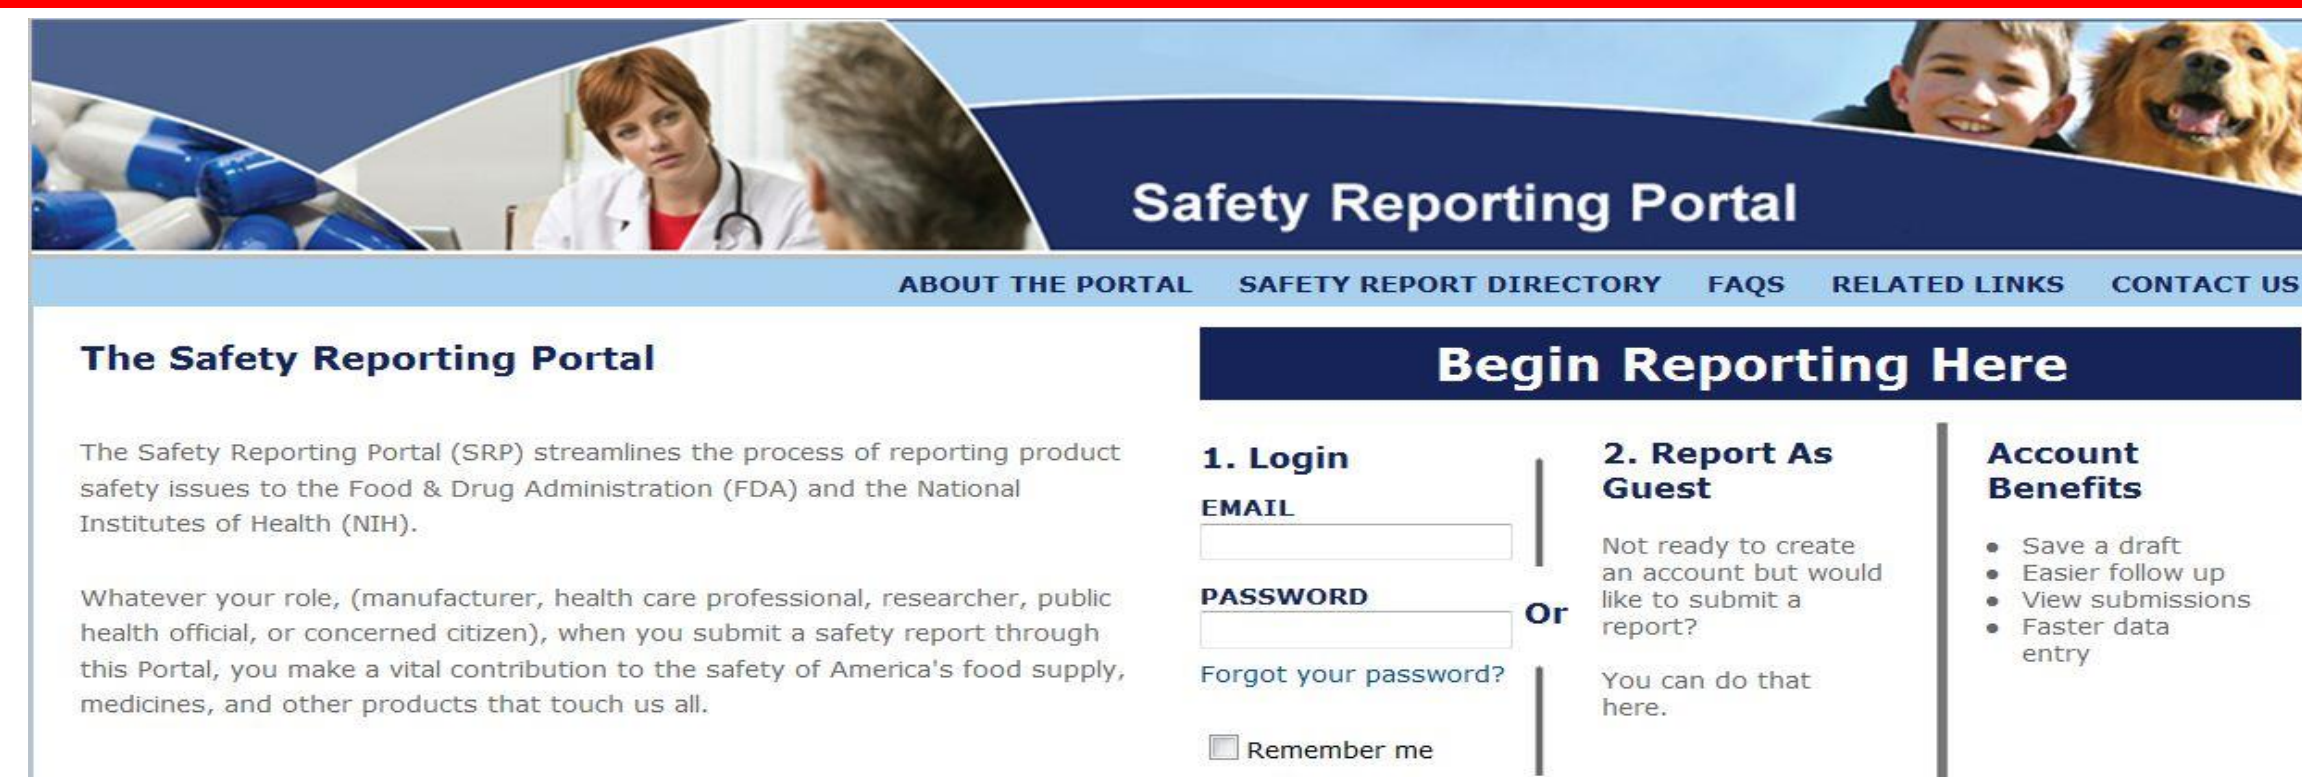 Safety Reporting Portal
ABOUT THE PORTAL SAFETY REPORT DIRECTORY FAQS RELATED LINKS CONTACT US
The Safety Reporting Portal
The Safety Reporting Portal (SRP) streamlines the process of reporting product
safety issues to the Food & Drug Administration (FDA) and the National
Institutes of Health (NIH).
Whatever your role, (manufacturer, health care professional, researcher, public
health official, or concerned citizen), when you submit a safety report through
this Portal, you make a vital contribution to the safety of America's food supply,
medicines, and other products that touch us all.
Begin Reporting Here
1. Login
EMAIL
PASSWORD
Forgot your password?
Remember me
Or
2. Report As
Guest
Not ready to create
an account but would
like to submit a
report?
You can do that
here.
Account
Benefits
● Save a draft
● Easier follow up
● View submissions
● Faster data
entry